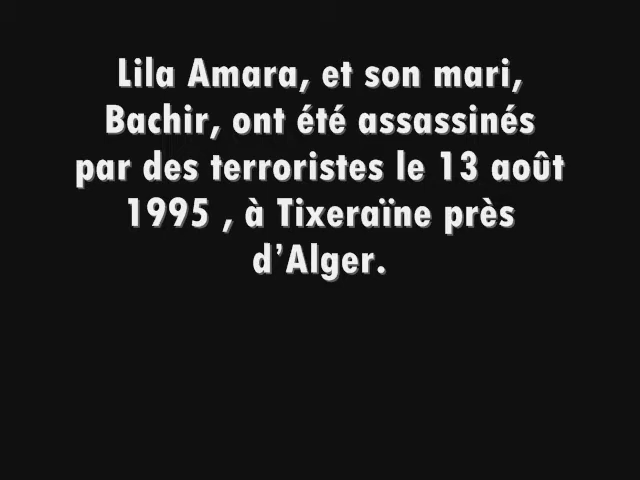 Lila Amara, et son mari,
Bachir, ont été assassinés
par des terroristes le 13 août
1995 , à Tixeraïne près
d’Alger.